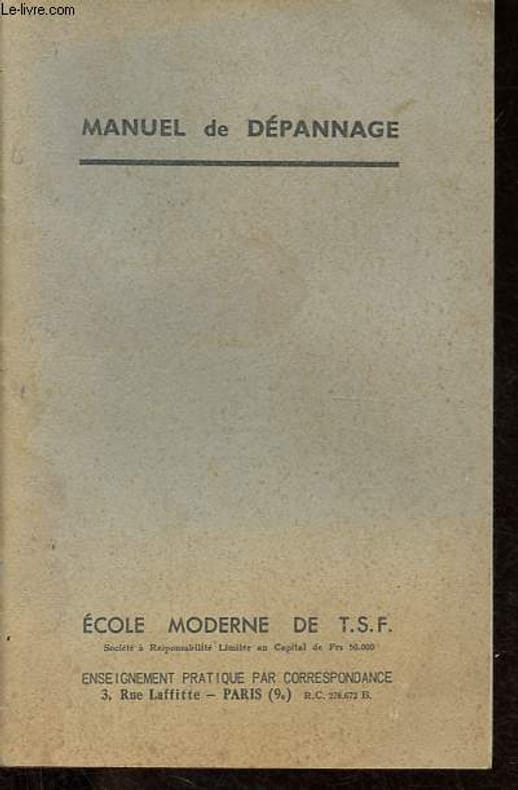 Le-livre.com
MANUEL de DÉPANNAGE
ÉCOLE MODERNE DE T.S.F.
Société à Responsabilité Limitée au Capital de Frs 50.000
ENSEIGNEMENT PRATIQUE PAR CORRESPONDANCE
3, Rue Laffitte — PARIS (9e) R.C. 278.672 B.